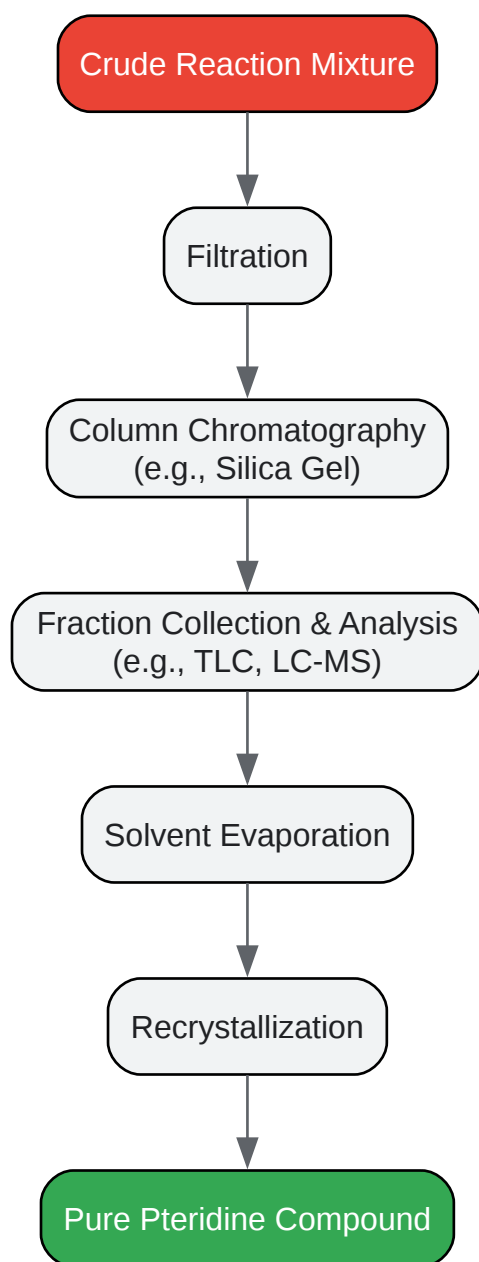 Crude Reaction Mixture
Filtration
Column Chromatography
(e.g., Silica Gel)
Fraction Collection & Analysis
(e.g., TLC, LC-MS)
Solvent Evaporation
Recrystallization
Pure Pteridine Compound